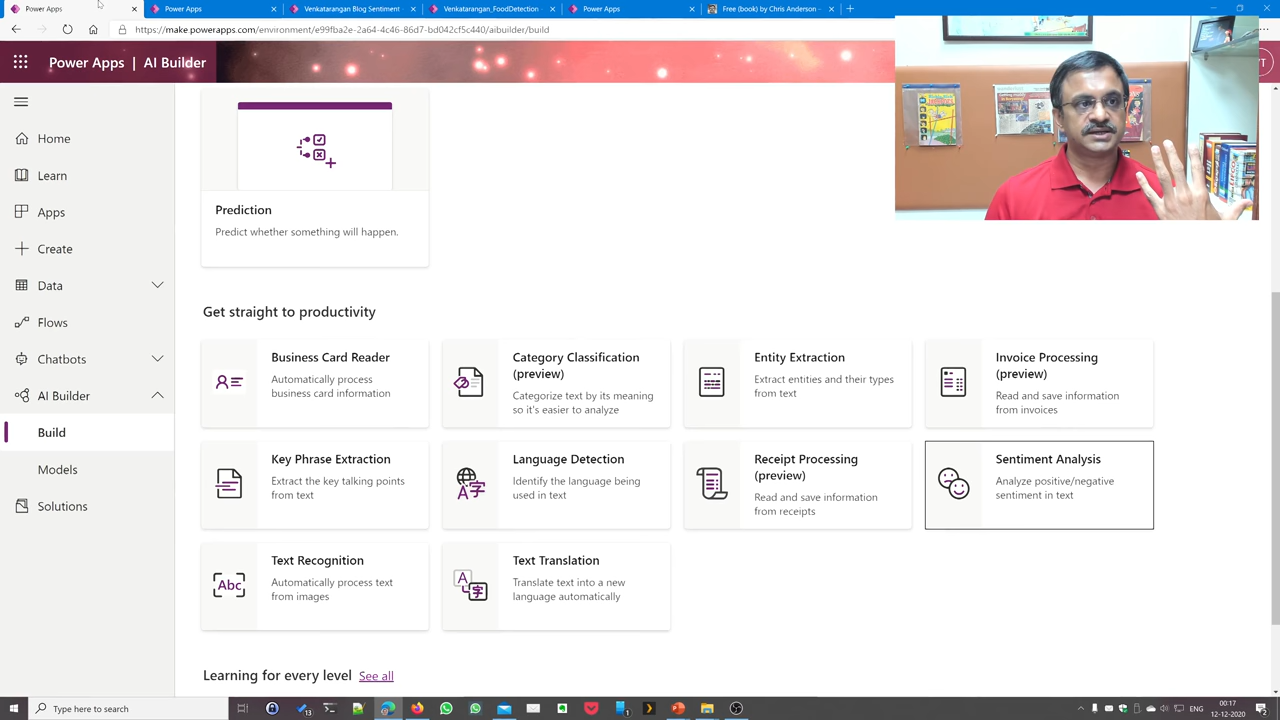 Power Apps
Power Apps
Venkatarangan Blog Sentiment -
Venkatarangan_FoodDetection -
Power Apps
Free (book) by Chris Anderson -
https://make.powerapps.com/environment/e99fba2e-2a64-4c46-86d7-bd042cf5c440/aibuilder/build
Power Apps | AI Builder
Home
Learn
Apps
Create
Data
Flows
Chatbots
AI Builder
Build
Models
Solutions
Prediction
Predict whether something will happen.
Get straight to productivity
Business Card Reader
Automatically process
business card information
Category Classification
(preview)
Categorize text by its meaning
so it's easier to analyze
Entity Extraction
Extract entities and their types
from text
Invoice Processing
(preview)
Read and save information
from invoices
Key Phrase Extraction
Extract the key talking points
from text
Language Detection
Identify the language being
used in text
Receipt Processing
(preview)
Read and save information
from receipts
Sentiment Analysis
Analyze positive/negative
sentiment in text
Abc
Text Recognition
Automatically process text
from images
Text Translation
Translate text into a new
language automatically
Learning for every level See all
Type here to search
ENG
00:17
12-12-2020